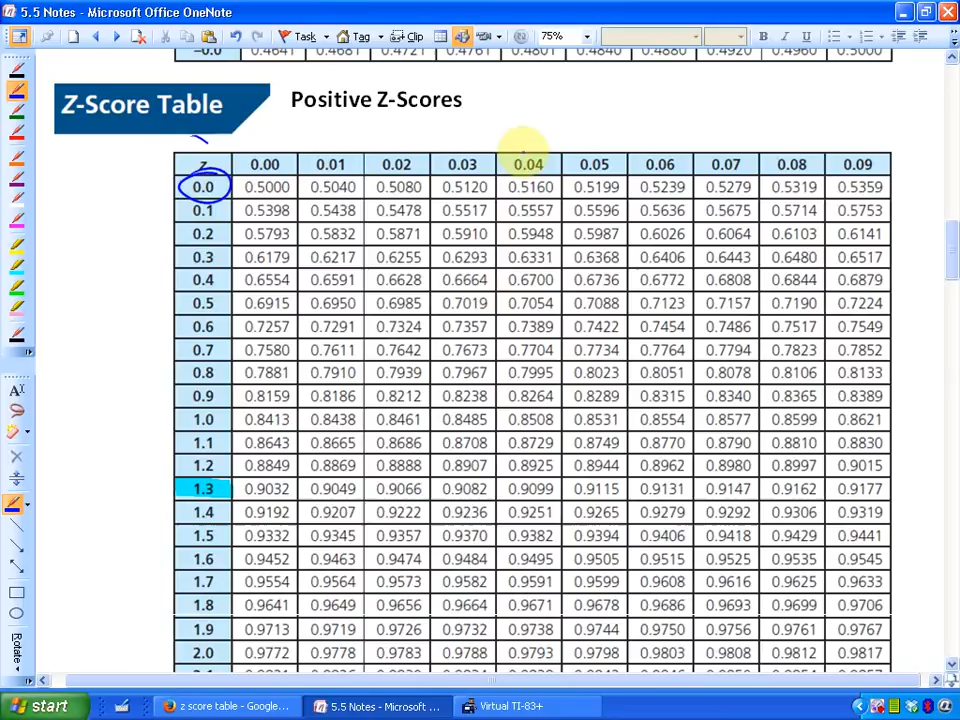 5.5 Notes - Microsoft Office OneNote
Task Tag Clip 75% B I U
−0.0 0.4641 0.4681 0.4721 0.4761 0.4801 0.4840 0.4880 0.4920 0.4960 0.5000
Z-Score Table Positive Z-Scores
z 0.00 0.01 0.02 0.03 0.04 0.05 0.06 0.07 0.08 0.09
0.0 0.5000 0.5040 0.5080 0.5120 0.5160 0.5199 0.5239 0.5279 0.5319 0.5359
0.1 0.5398 0.5438 0.5478 0.5517 0.5557 0.5596 0.5636 0.5675 0.5714 0.5753
0.2 0.5793 0.5832 0.5871 0.5910 0.5948 0.5987 0.6026 0.6064 0.6103 0.6141
0.3 0.6179 0.6217 0.6255 0.6293 0.6331 0.6368 0.6406 0.6443 0.6480 0.6517
0.4 0.6554 0.6591 0.6628 0.6664 0.6700 0.6736 0.6772 0.6808 0.6844 0.6879
0.5 0.6915 0.6950 0.6985 0.7019 0.7054 0.7088 0.7123 0.7157 0.7190 0.7224
0.6 0.7257 0.7291 0.7324 0.7357 0.7389 0.7422 0.7454 0.7486 0.7517 0.7549
0.7 0.7580 0.7611 0.7642 0.7673 0.7704 0.7734 0.7764 0.7794 0.7823 0.7852
0.8 0.7881 0.7910 0.7939 0.7967 0.7995 0.8023 0.8051 0.8078 0.8106 0.8133
0.9 0.8159 0.8186 0.8212 0.8238 0.8264 0.8289 0.8315 0.8340 0.8365 0.8389
1.0 0.8413 0.8438 0.8461 0.8485 0.8508 0.8531 0.8554 0.8577 0.8599 0.8621
1.1 0.8643 0.8665 0.8686 0.8708 0.8729 0.8749 0.8770 0.8790 0.8810 0.8830
1.2 0.8849 0.8869 0.8888 0.8907 0.8925 0.8944 0.8962 0.8980 0.8997 0.9015
1.3 0.9032 0.9049 0.9066 0.9082 0.9099 0.9115 0.9131 0.9147 0.9162 0.9177
1.4 0.9192 0.9207 0.9222 0.9236 0.9251 0.9265 0.9279 0.9292 0.9306 0.9319
1.5 0.9332 0.9345 0.9357 0.9370 0.9382 0.9394 0.9406 0.9418 0.9429 0.9441
1.6 0.9452 0.9463 0.9474 0.9484 0.9495 0.9505 0.9515 0.9525 0.9535 0.9545
1.7 0.9554 0.9564 0.9573 0.9582 0.9591 0.9599 0.9608 0.9616 0.9625 0.9633
1.8 0.9641 0.9649 0.9656 0.9664 0.9671 0.9678 0.9686 0.9693 0.9699 0.9706
1.9 0.9713 0.9719 0.9726 0.9732 0.9738 0.9744 0.9750 0.9756 0.9761 0.9767
2.0 0.9772 0.9778 0.9783 0.9788 0.9793 0.9798 0.9803 0.9808 0.9812 0.9817
Rotate
start z score table - Google... 5.5 Notes - Microsoft ... Virtual TI-83+